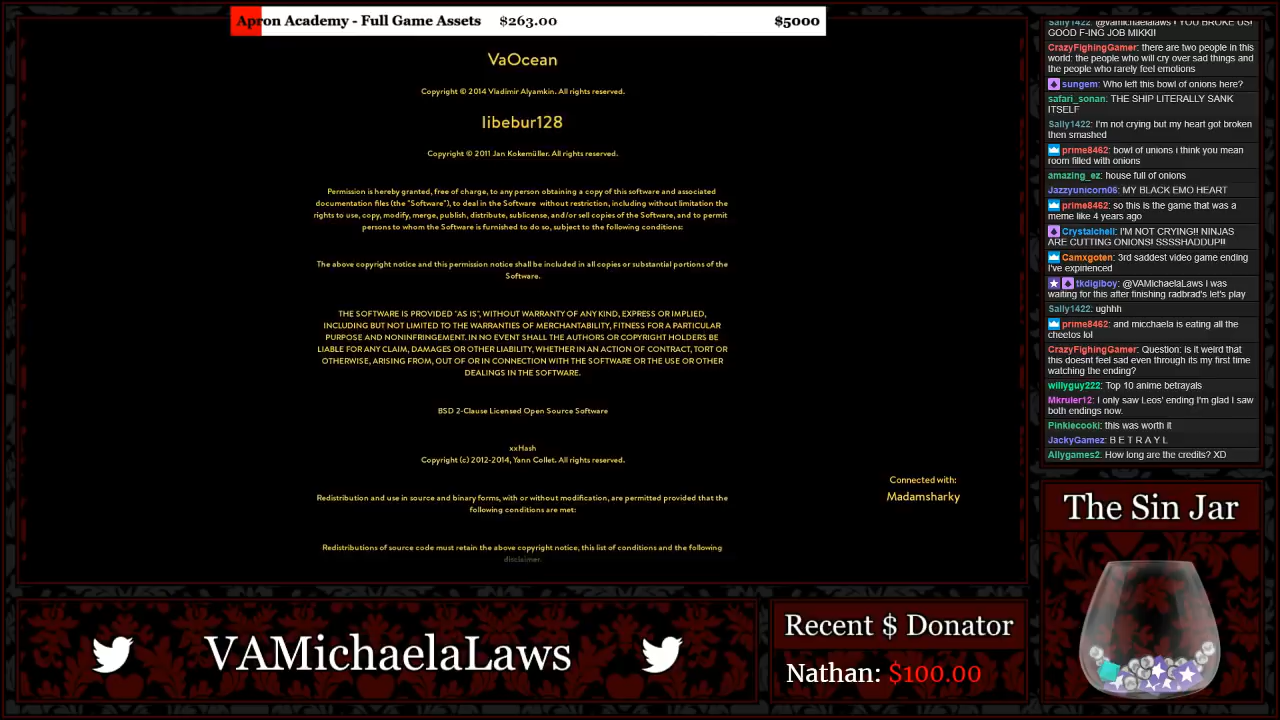 Apron Academy - Full Game Assets $263.00 $5000
VaOcean
Copyright © 2014 Vladimir Alyamkin. All rights reserved.
libebur128
Copyright © 2011 Jan Kokemüller. All rights reserved.
Permission is hereby granted, free of charge, to any person obtaining a copy of this software and associated
documentation files (the "Software"), to deal in the Software without restriction, including without limitation the
rights to use, copy, modify, merge, publish, distribute, sublicense, and/or sell copies of the Software, and to permit
persons to whom the Software is furnished to do so, subject to the following conditions:
The above copyright notice and this permission notice shall be included in all copies or substantial portions of the
Software.
THE SOFTWARE IS PROVIDED "AS IS", WITHOUT WARRANTY OF ANY KIND, EXPRESS OR IMPLIED,
INCLUDING BUT NOT LIMITED TO THE WARRANTIES OF MERCHANTABILITY, FITNESS FOR A PARTICULAR
PURPOSE AND NONINFRINGEMENT. IN NO EVENT SHALL THE AUTHORS OR COPYRIGHT HOLDERS BE
LIABLE FOR ANY CLAIM, DAMAGES OR OTHER LIABILITY, WHETHER IN AN ACTION OF CONTRACT, TORT OR
OTHERWISE, ARISING FROM, OUT OF OR IN CONNECTION WITH THE SOFTWARE OR THE USE OR OTHER
DEALINGS IN THE SOFTWARE.
BSD 2-Clause Licensed Open Source Software
xxHash
Copyright (c) 2012-2014, Yann Collet. All rights reserved.
Redistribution and use in source and binary forms, with or without modification, are permitted provided that the
following conditions are met:
Redistributions of source code must retain the above copyright notice, this list of conditions and the following
disclaimer.
Connected with:
Madamsharky
Sally1422: @vamichaelalaws I YOU BROKE US!
GOOD F-ING JOB MIKKI!!
CrazyFighingGamer: there are two people in this
world: the people who will cry over sad things and
the people who rarely feel emotions
sungem: Who left this bowl of onions here?
safari_sonan: THE SHIP LITERALLY SANK
ITSELF
Sally1422: I'm not crying but my heart got broken
then smashed
prime8462: bowl of unions i think you mean
room filled with onions
amazing_ez: house full of onions
Jazzyunicorn06: MY BLACK EMO HEART
prime8462: so this is the game that was a
meme like 4 years ago
Crystalchell: I'M NOT CRYING!! NINJAS
ARE CUTTING ONIONS! SSSSHADDUP!!
Camxgoten: 3rd saddest video game ending
I've expirienced
tkdigiboy: @VAMichaelaLaws I was
waiting for this after finishing radbrad's let's play
Sally1422: ughhh
prime8462: and micchaela is eating all the
cheetos lol
CrazyFighingGamer: Question: Is it weird that
this doesnt feel sad even through its my first time
watching the ending?
willyguy222: Top 10 anime betrayals
Mkruler12: I only saw Leos' ending I'm glad I saw
both endings now.
Pinkiecooki: this was worth it
JackyGamez: B E T R A Y L
Allygames2: How long are the credits? XD
The Sin Jar
VAMichaelaLaws
Recent $ Donator
Nathan: $100.00